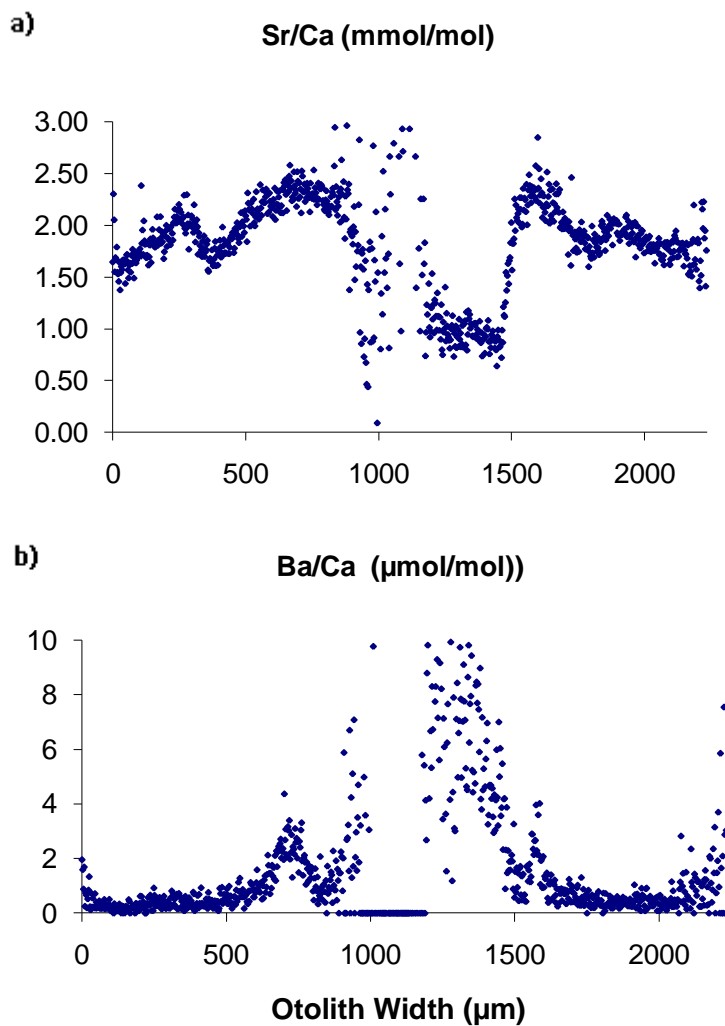 a)
Sr/Ca (mmol/mol)
3.00
2.50
2.00
1.50
1.00
0.50
0.00
0 500 1000 1500 2000
b)
Ba/Ca (µmol/mol))
10
8
6
4
2
0
0 500 1000 1500 2000
Otolith Width (µm)